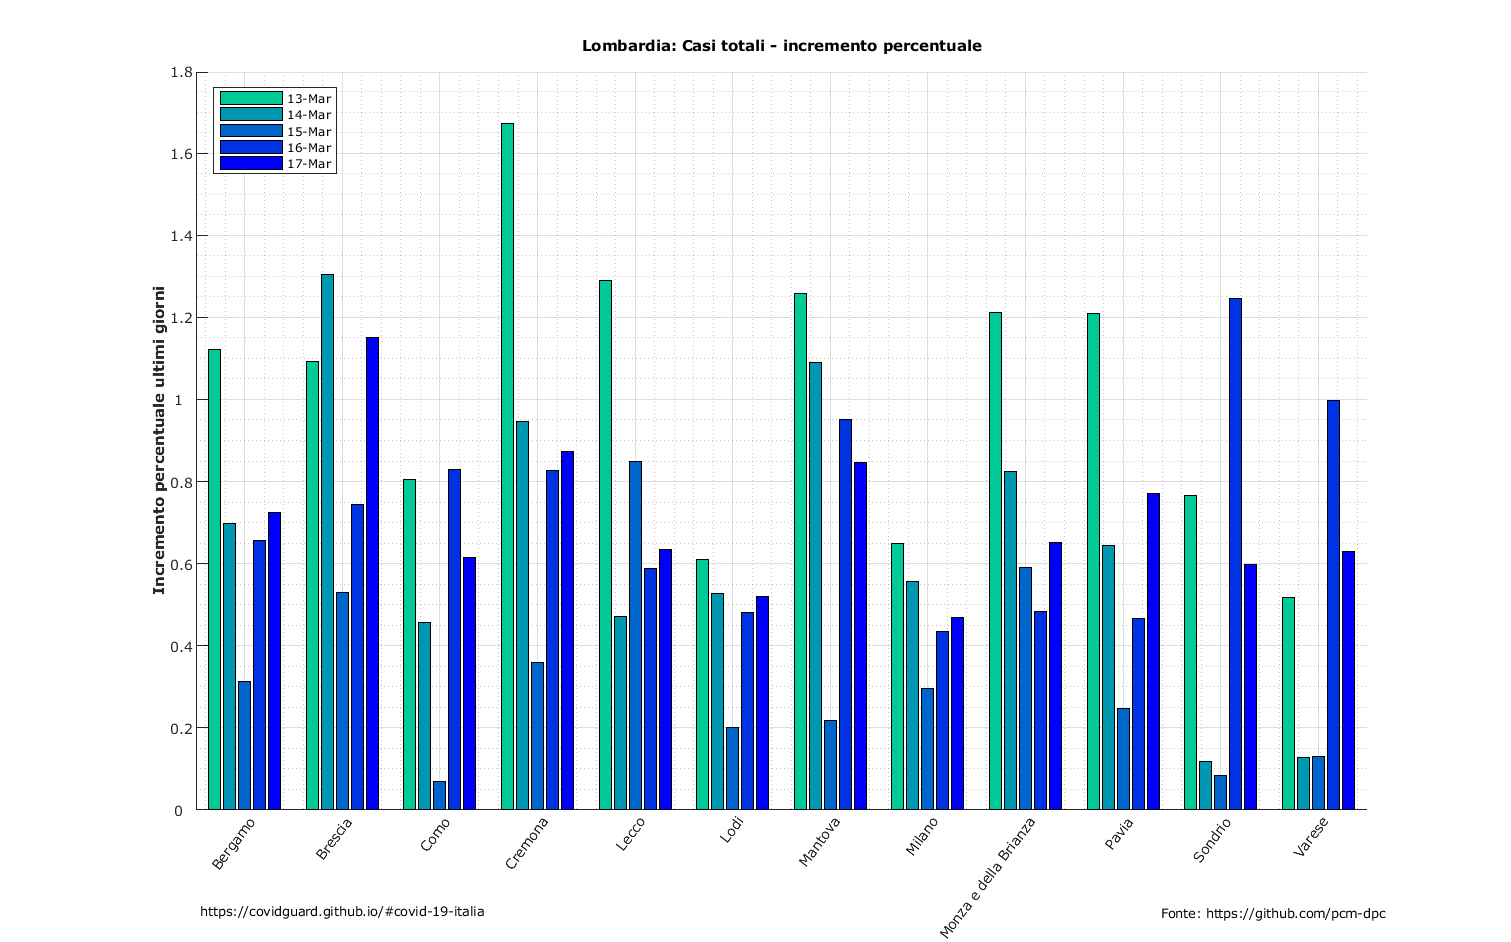 Lombardia: Casi totali - incremento percentuale
1.8
1.6
1.4
1.2
1
0.8
0.6
0.4
0.2
0
Incremento percentuale ultimi giorni
13-Mar
14-Mar
15-Mar
16-Mar
17-Mar
Bergamo
Brescia
Como
Cremona
Lecco
Lodi
Mantova
Milano
Monza e della Brianza
Pavia
Sondrio
Varese
https://covidguard.github.io/#covid-19-italia
Fonte: https://github.com/pcm-dpc